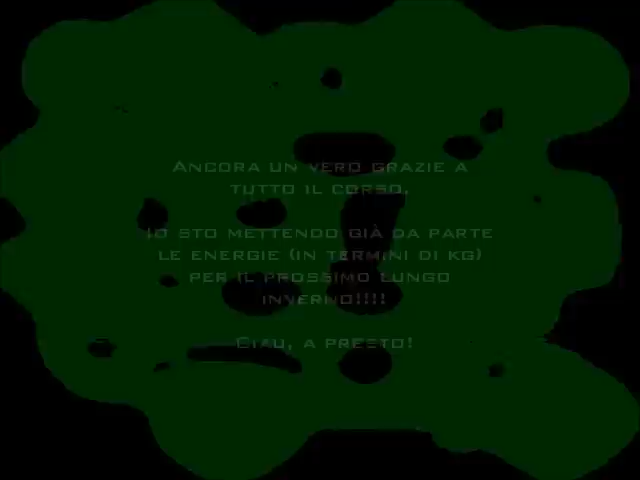 Ancora un vero grazie a
tutto il corso,
io sto mettendo già da parte
le energie (in termini di kg)
per il prossimo lungo
inverno!!!!
Ciau, a presto!